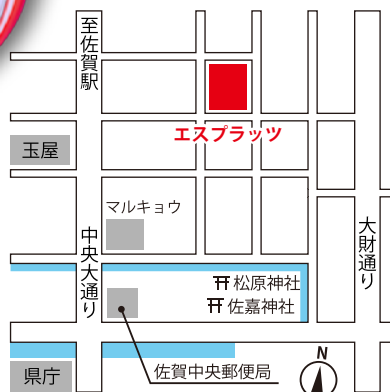 至佐賀駅
エスプラッツ
玉屋
マルキョウ
中央大通り
大財通り
松原神社
佐嘉神社
佐賀中央郵便局
県庁
N